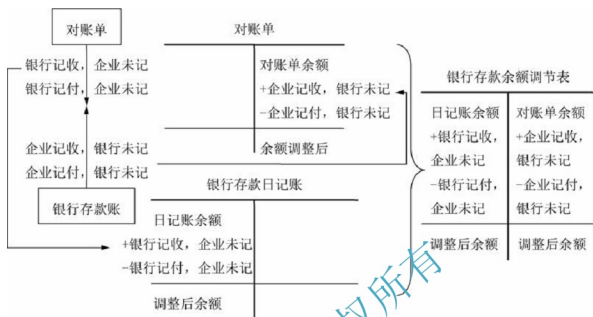 对账单
银行记收，企业未记
银行记付，企业未记
企业记收，银行未记
企业记付，银行未记
银行存款账
对账单
对账单余额
+企业记收，银行未记
-企业记付，银行未记
余额调整后
银行存款日记账
日记账余额
+银行记收，企业未记
-银行记付，企业未记
调整后余额
银行存款余额调节表
日记账余额
+银行记收，
企业未记
-银行记付，
企业未记
调整后余额
对账单余额
+企业记收，
银行未记
-企业记付，
银行未记
调整后余额
权所有